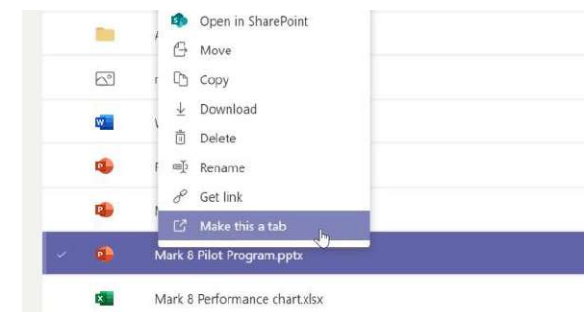 Open in SharePoint
Move
Copy
Download
Delete
Rename
Get link
Make this a tab
Mark 8 Pilot Program.pptx
Mark 8 Performance chart.xlsx